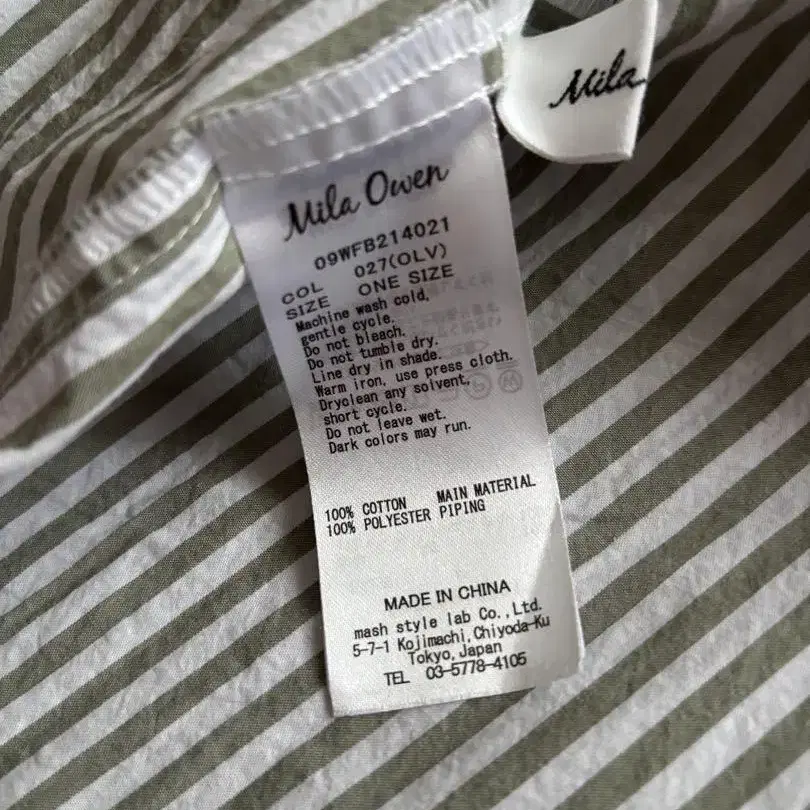 Mila
Mila Owen
09WFB214021
COL 027(OLV)
SIZE ONE SIZE
Machine wash cold,
gentle cycle.
Do not bleach.
Do not tumble dry.
Line dry in shade.
Warm iron, use press cloth.
Dryclean any solvent,
short cycle.
Do not leave wet.
Dark colors may run.
100% COTTON MAIN MATERIAL
100% POLYESTER PIPING
MADE IN CHINA
mash style lab Co.,Ltd.
5-7-1 Kojimachi,Chiyoda-Ku
Tokyo,Japan
TEL 03-5778-4105